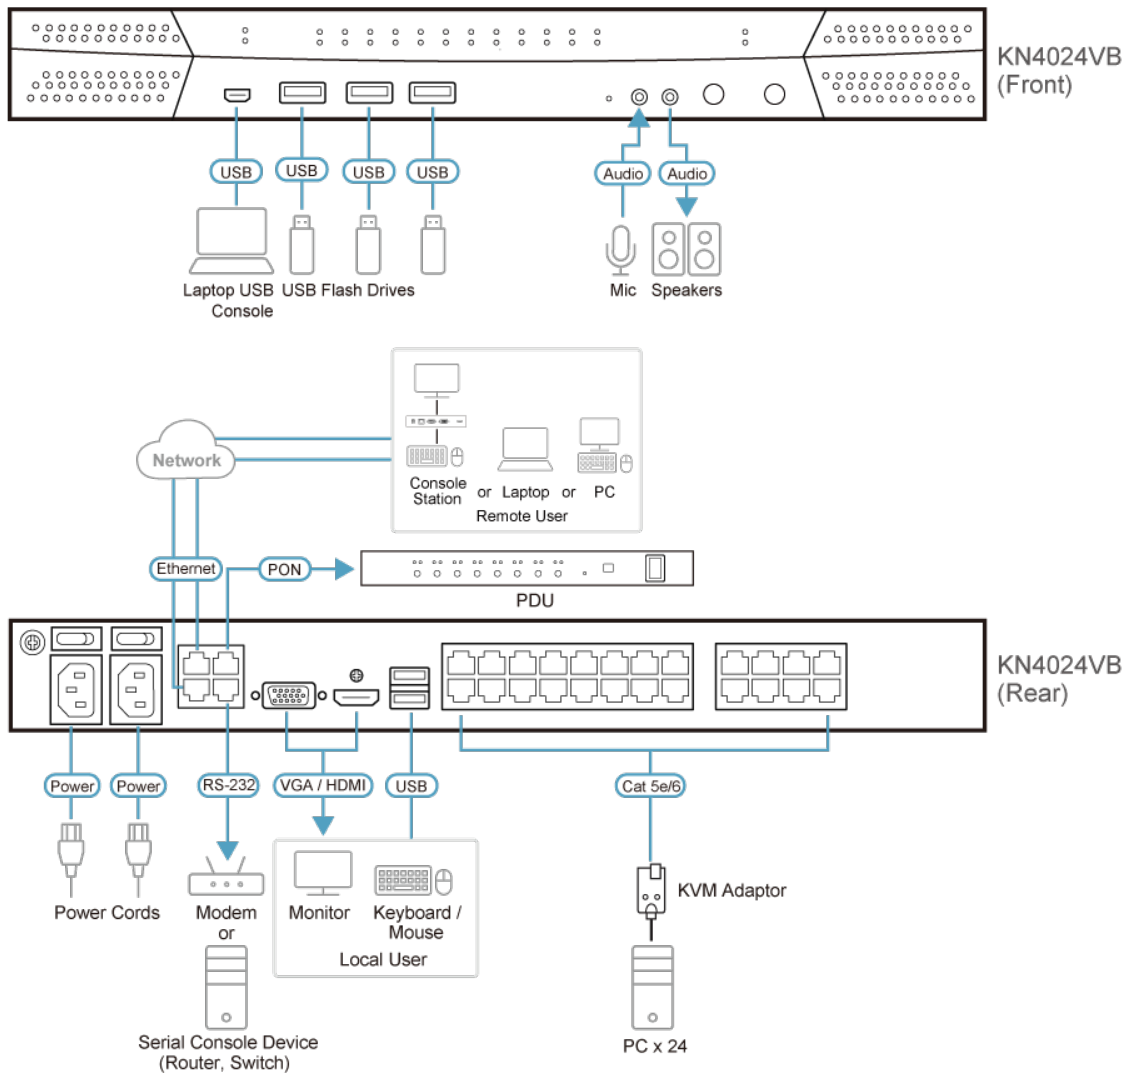 KN4024VB
(Front)
USB
USB
USB
USB
Audio
Audio
Laptop USB
Console
USB Flash Drives
Mic
Speakers
Network
Console
Station
or
Laptop
or
PC
Remote User
Ethernet
PON
PDU
KN4024VB
(Rear)
Power
Power
RS-232
VGA / HDMI
USB
Cat 5e/6
Power Cords
Modem
or
Monitor
Keyboard /
Mouse
Local User
KVM Adaptor
Serial Console Device
(Router, Switch)
PC x 24